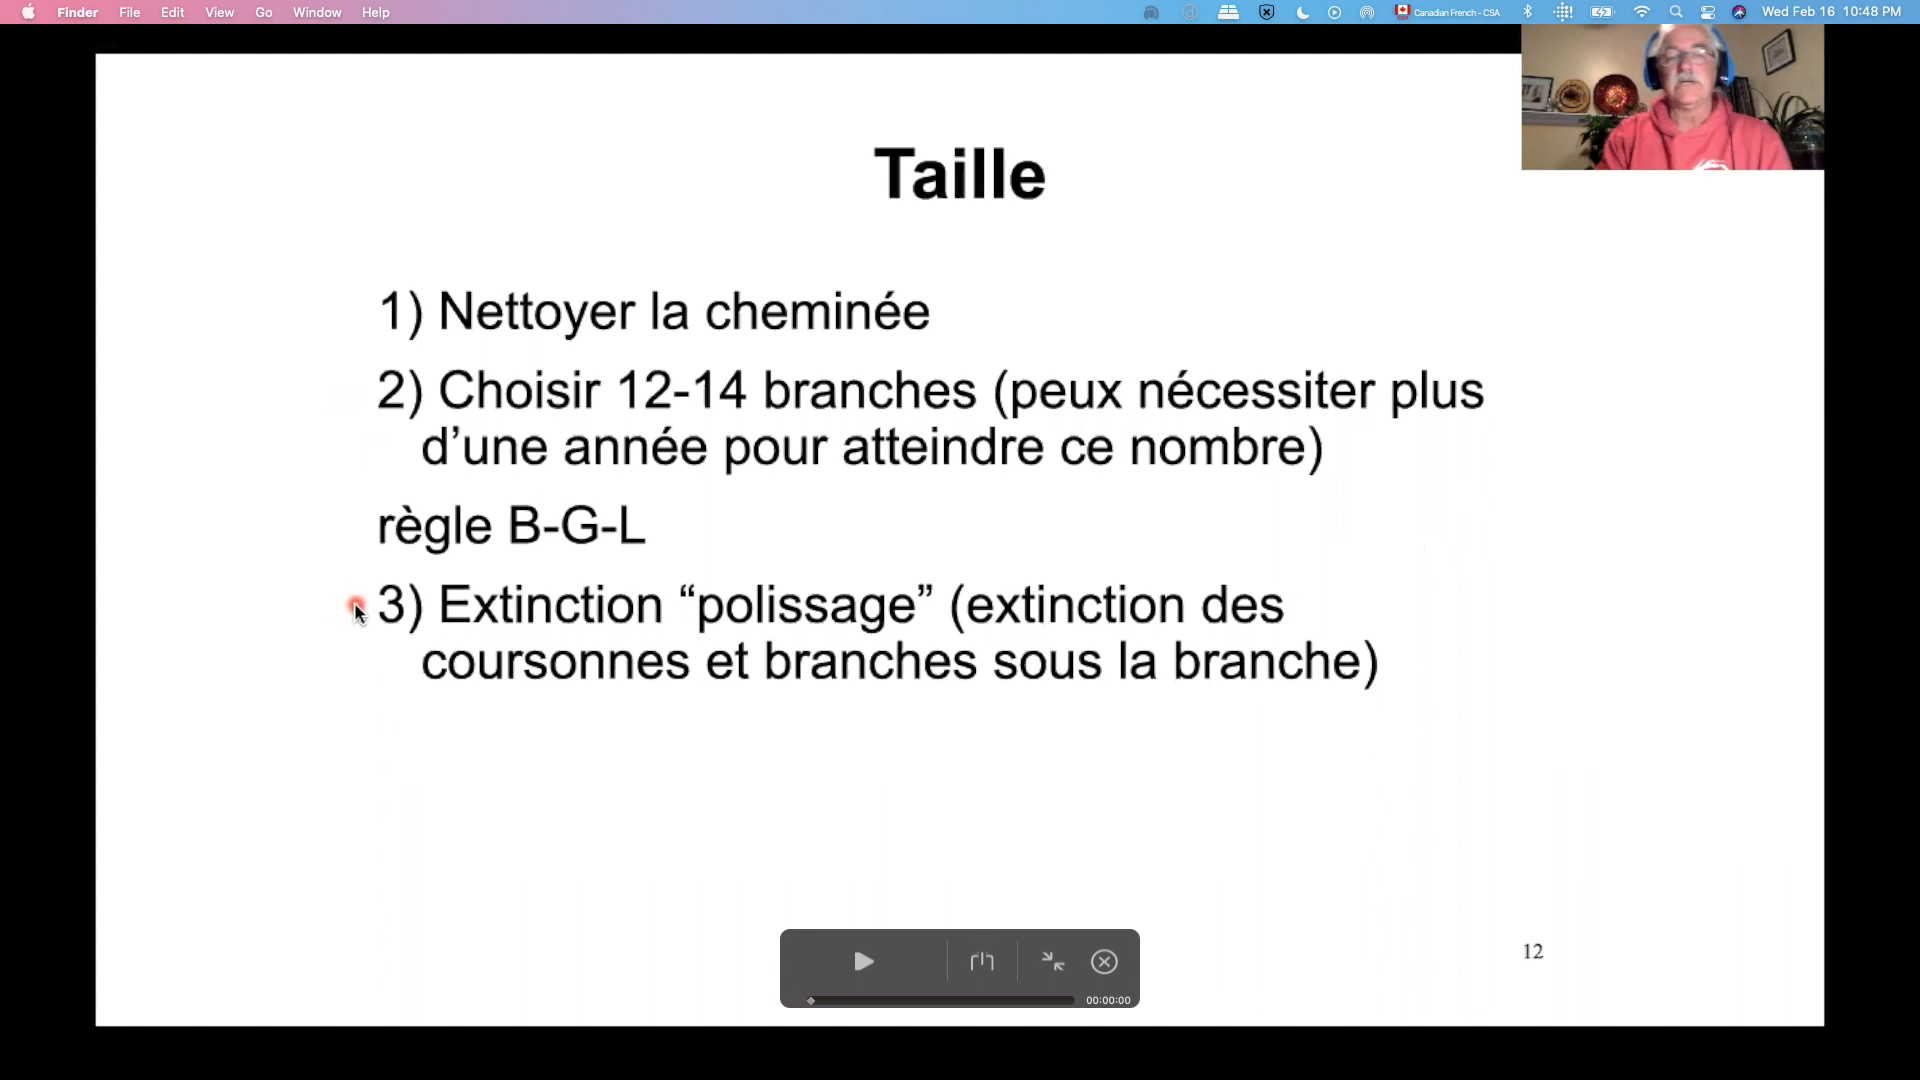 Finder File Edit View Go Window Help Canadian French - CSA Wed Feb 16 10:48 PM
Taille
1) Nettoyer la cheminée
2) Choisir 12-14 branches (peux nécessiter plus
d’une année pour atteindre ce nombre)
règle B-G-L
3) Extinction “polissage” (extinction des
coursonnes et branches sous la branche)
12
00:00:00